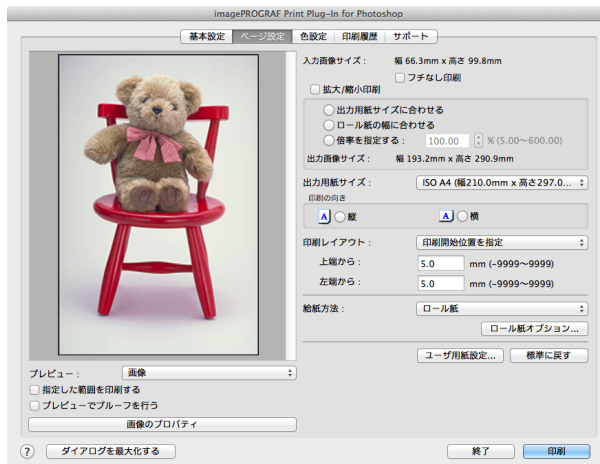 imagePROGRAF Print Plug-In for Photoshop
基本設定 ページ設定 色設定 印刷履歴 サポート
入力画像サイズ： 幅 66.3mm x 高さ 99.8mm
フチなし印刷
拡大/縮小印刷
出力用紙サイズに合わせる
ロール紙の幅に合わせる
倍率を指定する： 100.00 % (5.00～600.00)
出力画像サイズ： 幅 193.2mm x 高さ 290.9mm
出力用紙サイズ： ISO A4 (幅210.0mm x 高さ297.0...
印刷の向き
A 縦 A 横
印刷レイアウト： 印刷開始位置を指定
上端から： 5.0 mm (-9999～9999)
左端から： 5.0 mm (-9999～9999)
給紙方法： ロール紙
ロール紙オプション...
ユーザ用紙設定... 標準に戻す
プレビュー： 画像
指定した範囲を印刷する
プレビューでプルーフを行う
画像のプロパティ
? ダイアログを最大化する 終了 印刷